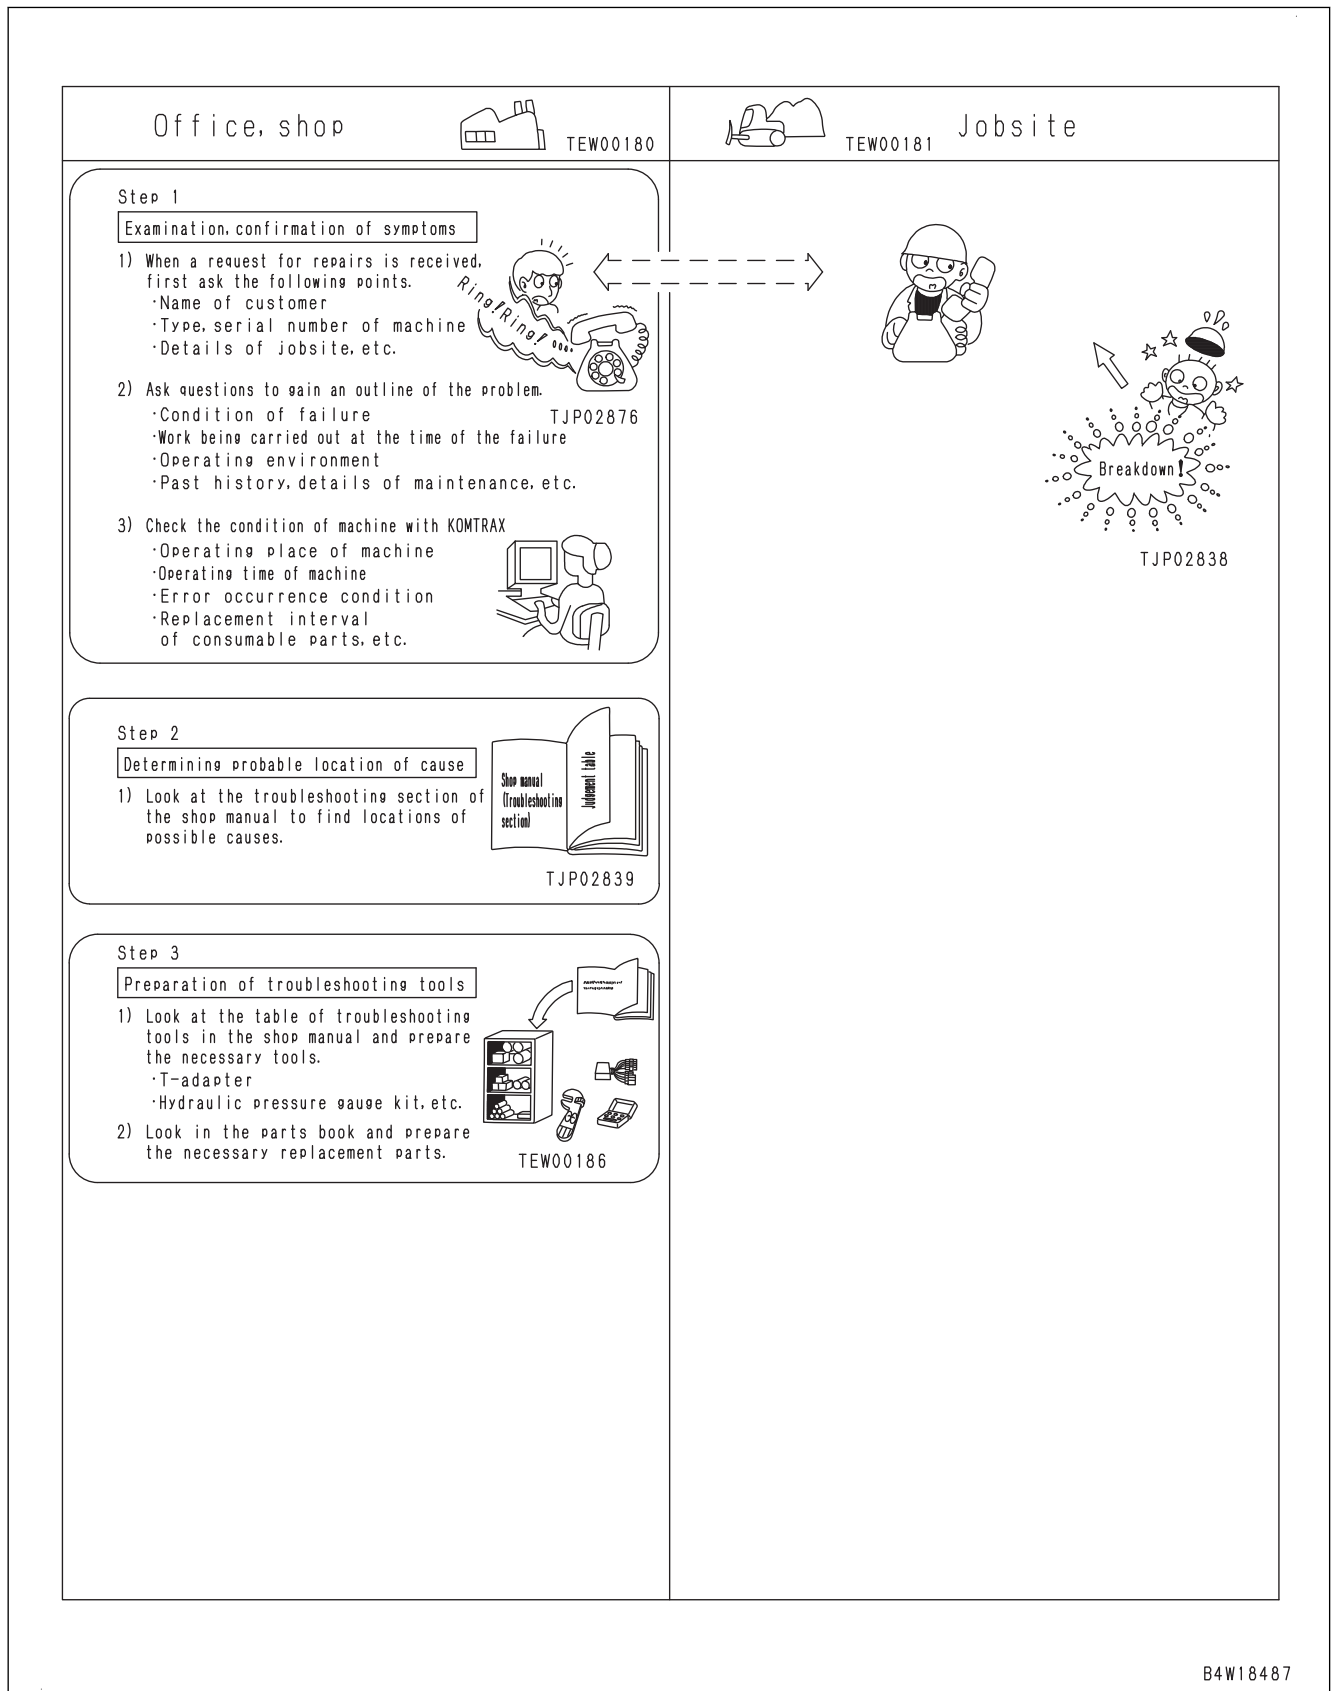 Office, shop
TEW00180
TEW00181
Jobsite
Step 1
Examination, confirmation of symptoms
1) When a request for repairs is received,
first ask the following points.
·Name of customer
·Type, serial number of machine
·Details of jobsite, etc.
Ring! Ring!
2) Ask questions to gain an outline of the problem.
·Condition of failure
TJP02876
·Work being carried out at the time of the failure
·Operating environment
·Past history, details of maintenance, etc.
3) Check the condition of machine with KOMTRAX
·Operating place of machine
·Operating time of machine
·Error occurrence condition
·Replacement interval
of consumable parts, etc.
Breakdown!
TJP02838
Step 2
Determining probable location of cause
1) Look at the troubleshooting section of
the shop manual to find locations of
possible causes.
Shop manual
(Troubleshooting
section)
Judgement table
TJP02839
Step 3
Preparation of troubleshooting tools
1) Look at the table of troubleshooting
tools in the shop manual and prepare
the necessary tools.
·T-adapter
·Hydraulic pressure gauge kit, etc.
2) Look in the parts book and prepare
the necessary replacement parts.
TEW00186
B4W18487